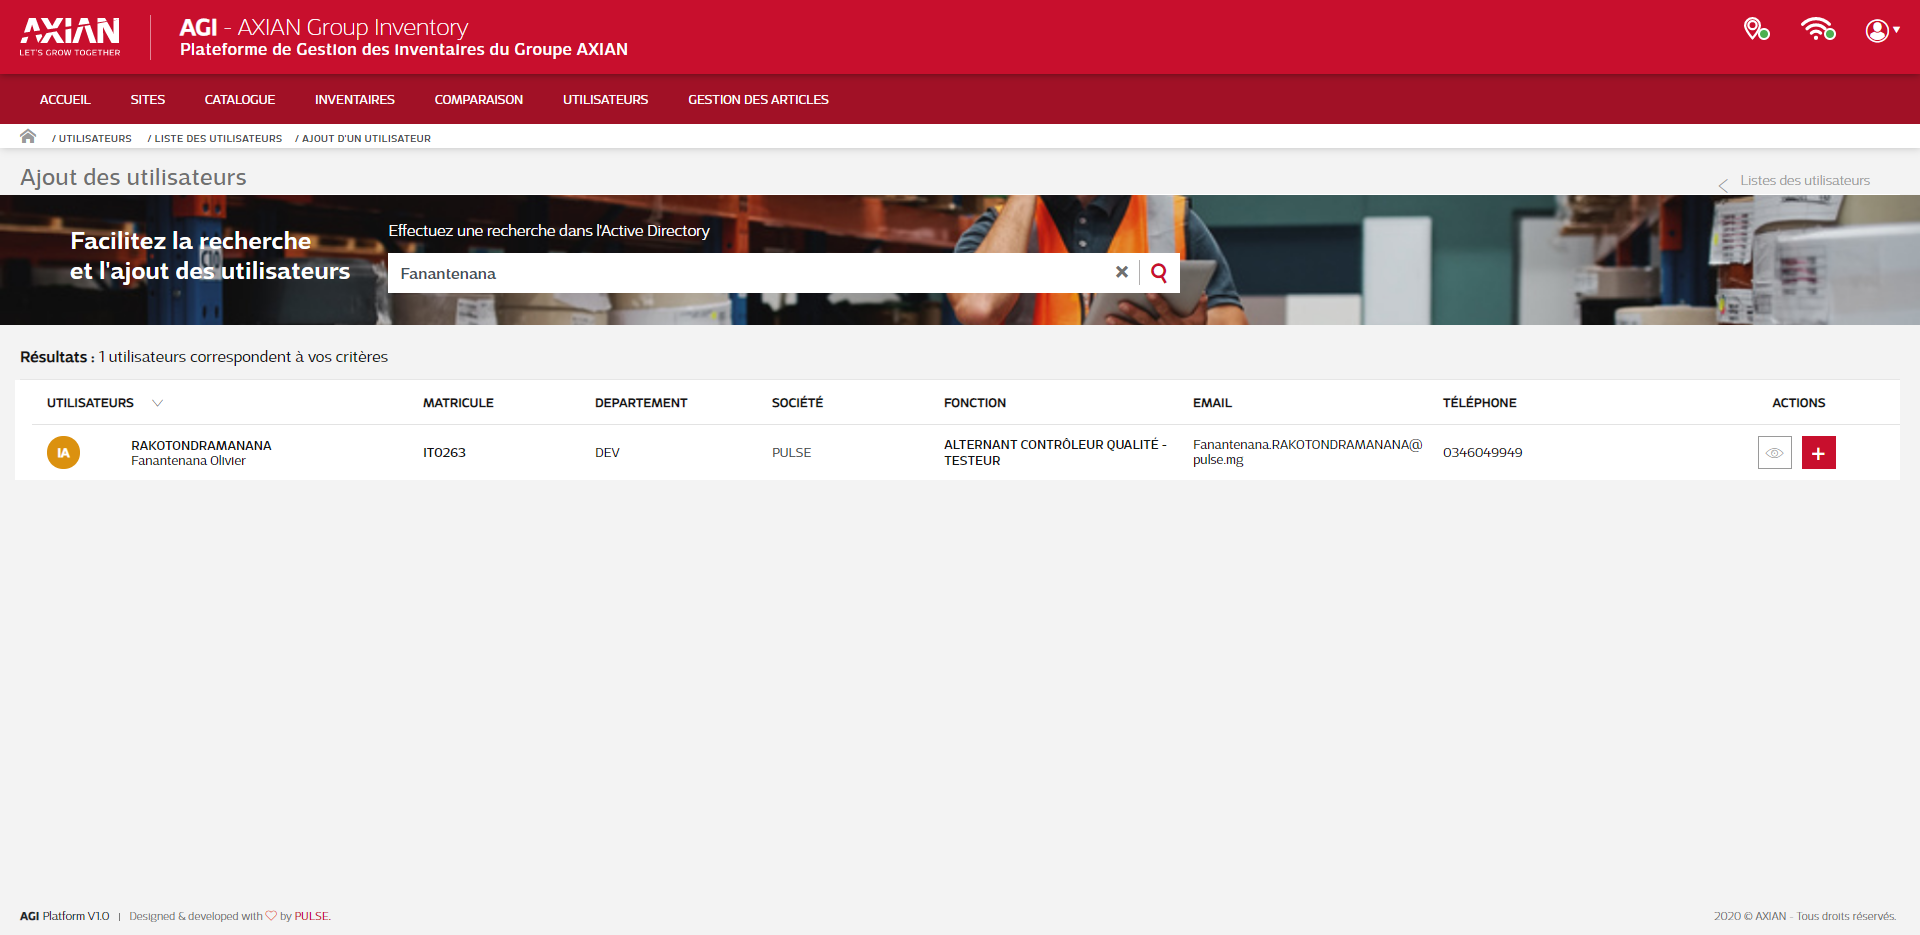 AXIAN
LET'S GROW TOGETHER
AGI - AXIAN Group Inventory
Plateforme de Gestion des Inventaires du Groupe AXIAN
ACCUEIL SITES CATALOGUE INVENTAIRES COMPARAISON UTILISATEURS GESTION DES ARTICLES
/ UTILISATEURS / LISTE DES UTILISATEURS / AJOUT D'UN UTILISATEUR
Ajout des utilisateurs
Listes des utilisateurs
Facilitez la recherche
et l'ajout des utilisateurs
Effectuez une recherche dans l'Active Directory
Fanantenana
Résultats : 1 utilisateurs correspondent à vos critères
UTILISATEURS MATRICULE DEPARTEMENT SOCIÉTÉ FONCTION EMAIL TÉLÉPHONE ACTIONS
IA
RAKOTONDRAMANANA
Fanantenana Olivier
IT0263
DEV
PULSE
ALTERNANT CONTRÔLEUR QUALITÉ -
TESTEUR
Fanantenana.RAKOTONDRAMANANA@
pulse.mg
0346049949
AGI Platform V1.0 | Designed & developed with ♡ by PULSE.
2020 © AXIAN - Tous droits réservés.